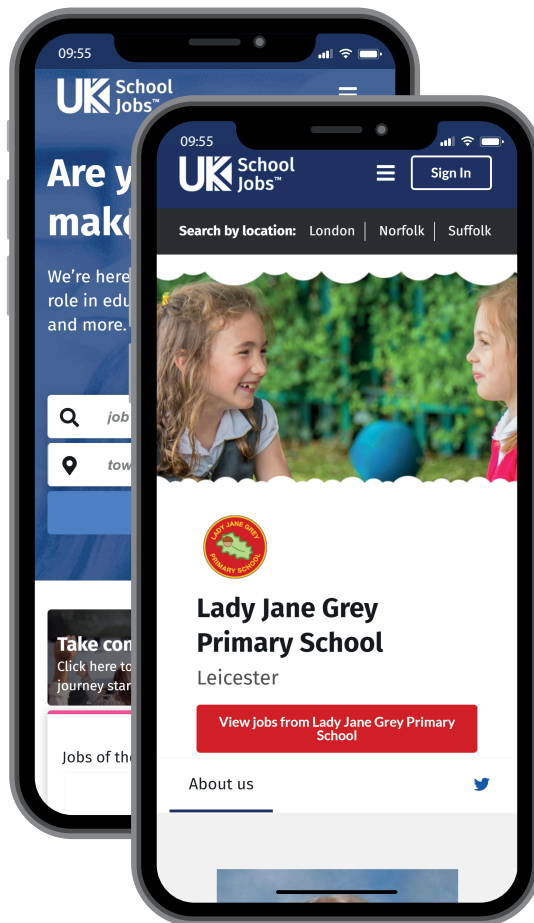 09:55
UK School
Jobs™
Are y
mak
We're here
role in edu
and more.
job
tow
Take con
Click here to
journey star
Jobs of the
09:55
UK School
Jobs™
Sign In
Search by location: London Norfolk Suffolk
LADY JANE GREY
PRIMARY SCHOOL
Lady Jane Grey
Primary School
Leicester
View jobs from Lady Jane Grey Primary
School
About us